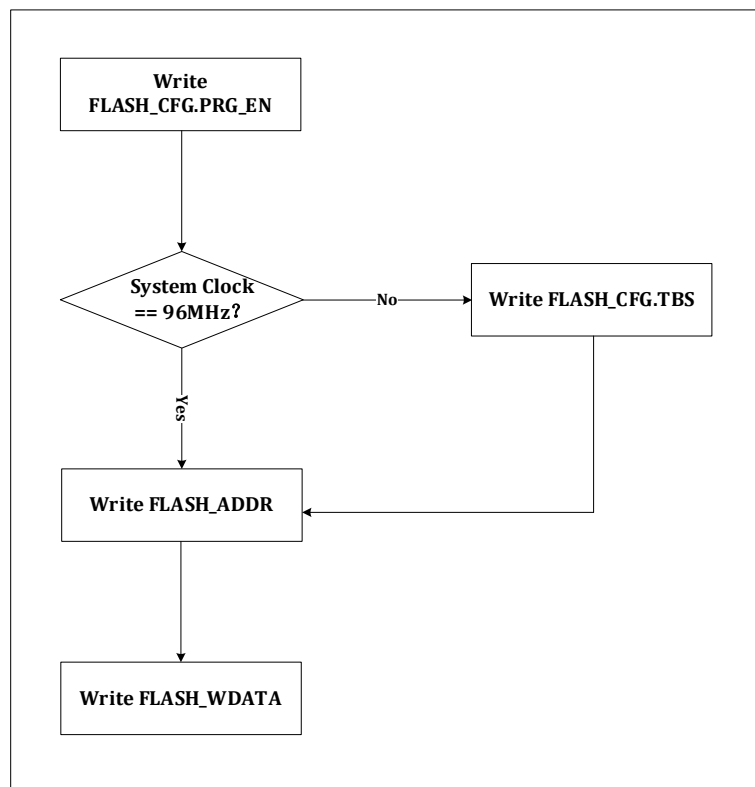 Write
FLASH_CFG.PRG_EN
System Clock
== 96MHz?
No
Write FLASH_CFG.TBS
Yes
Write FLASH_ADDR
Write FLASH_WDATA